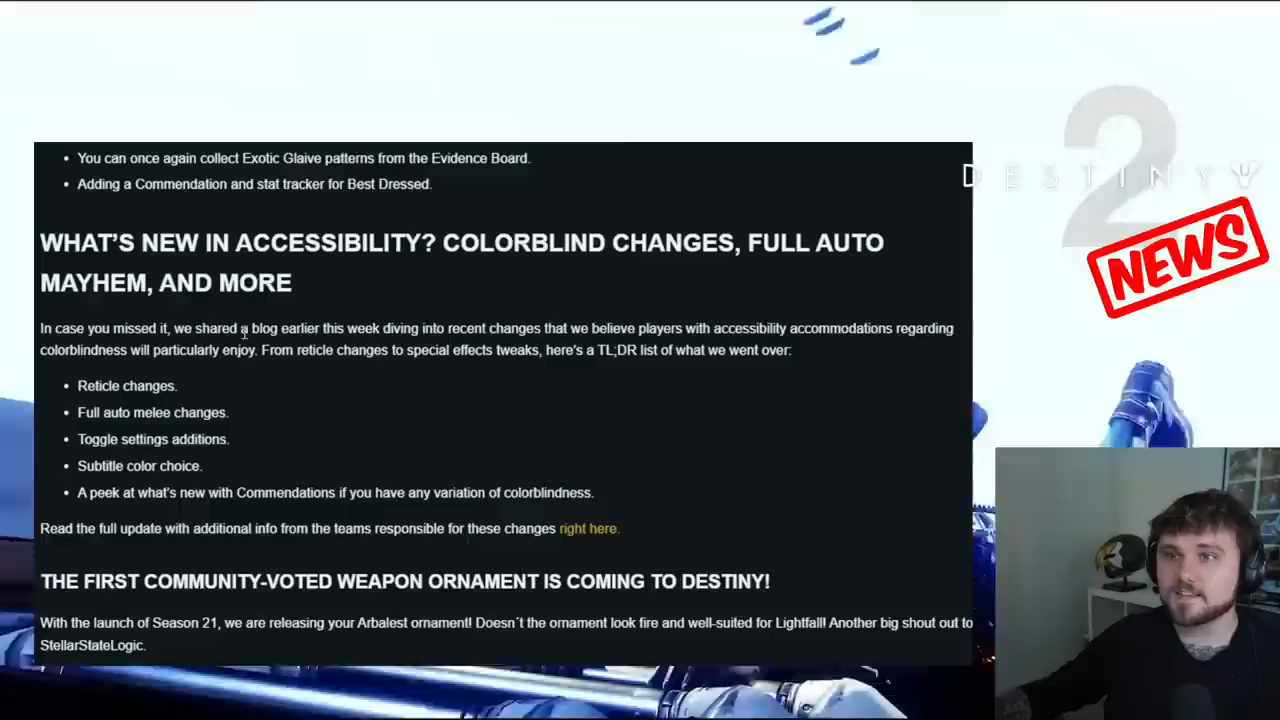 You can once again collect Exotic Glaive patterns from the Evidence Board.
Adding a Commendation and stat tracker for Best Dressed.
WHAT’S NEW IN ACCESSIBILITY? COLORBLIND CHANGES, FULL AUTO
MAYHEM, AND MORE
In case you missed it, we shared a blog earlier this week diving into recent changes that we believe players with accessibility accommodations regarding
colorblindness will particularly enjoy. From reticle changes to special effects tweaks, here's a TL;DR list of what we went over:
Reticle changes.
Full auto melee changes.
Toggle settings additions.
Subtitle color choice.
A peek at what's new with Commendations if you have any variation of colorblindness.
Read the full update with additional info from the teams responsible for these changes right here.
THE FIRST COMMUNITY-VOTED WEAPON ORNAMENT IS COMING TO DESTINY!
With the launch of Season 21, we are releasing your Arbalest ornament! Doesn´t the ornament look fire and well-suited for Lightfall! Another big shout out to
StellarStateLogic.
2
DESTINY
NEWS